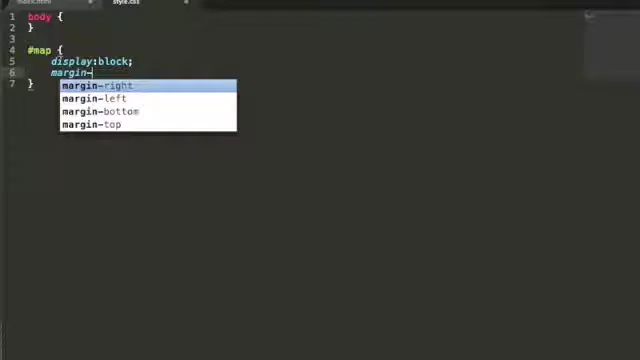 style.css
1 body {
2 }
3
4 #map {
5 display:block;
6 margin-
7 }
margin-right
margin-left
margin-bottom
margin-top